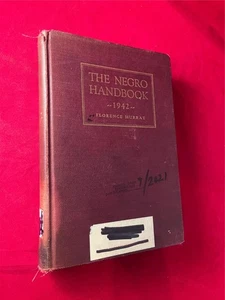 THE NEGRO
HANDBOOK
—1942—
FLORENCE MURRAY